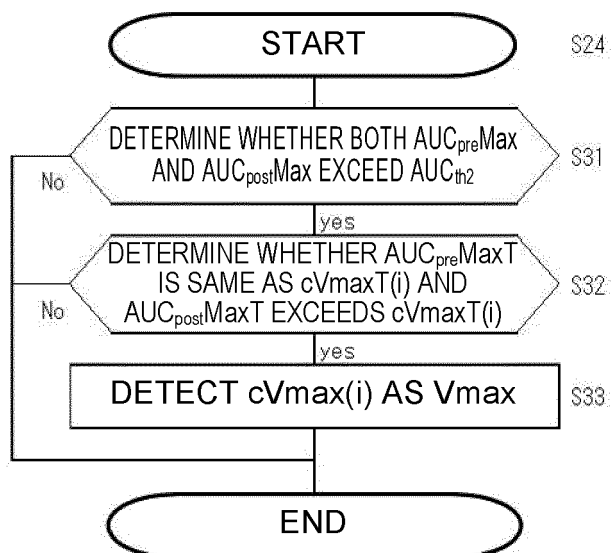 START
S24
DETERMINE WHETHER BOTH AUCpreMax
AND AUCpostMax EXCEED AUCth2
S31
No
yes
DETERMINE WHETHER AUCpreMaxT
IS SAME AS cVmaxT(i) AND
AUCpostMaxT EXCEEDS cVmaxT(i)
S32
No
yes
DETECT cVmax(i) AS Vmax
S33
END